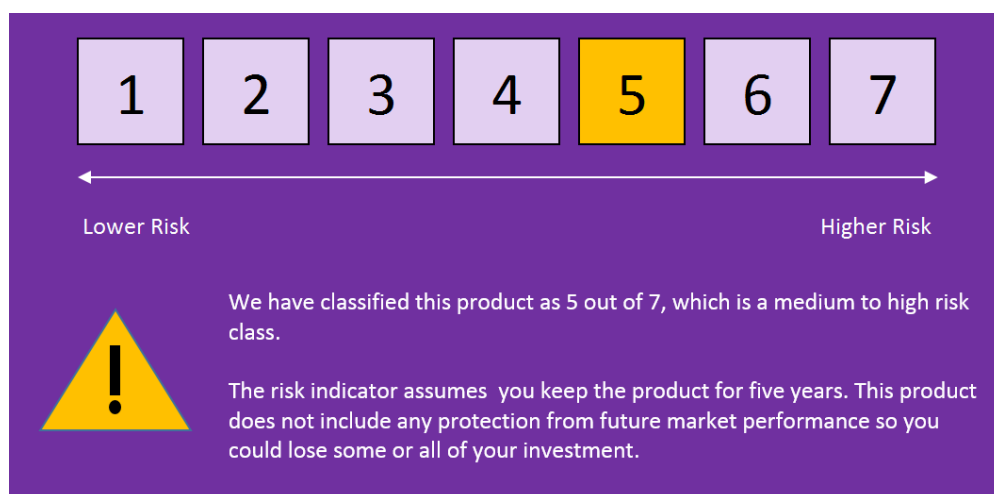 1 2 3 4 5 6 7
Lower Risk Higher Risk
We have classified this product as 5 out of 7, which is a medium to high risk
class.
The risk indicator assumes  you keep the product for five years. This product
does not include any protection from future market performance so you
could lose some or all of your investment.
!